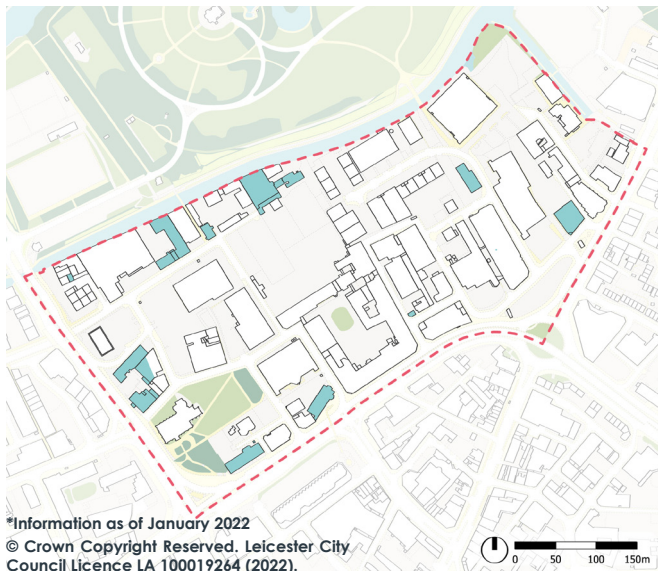 *Information as of January 2022
© Crown Copyright Reserved. Leicester City
Council Licence LA 100019264 (2022).
0 50 100 150m